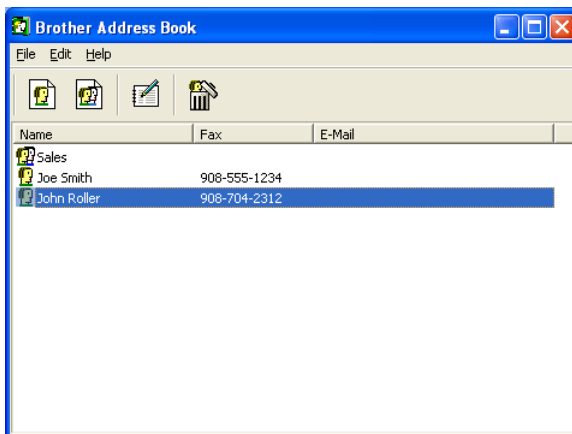 Brother Address Book
File Edit Help
Name Fax E-Mail
Sales
Joe Smith 908-555-1234
John Roller 908-704-2312